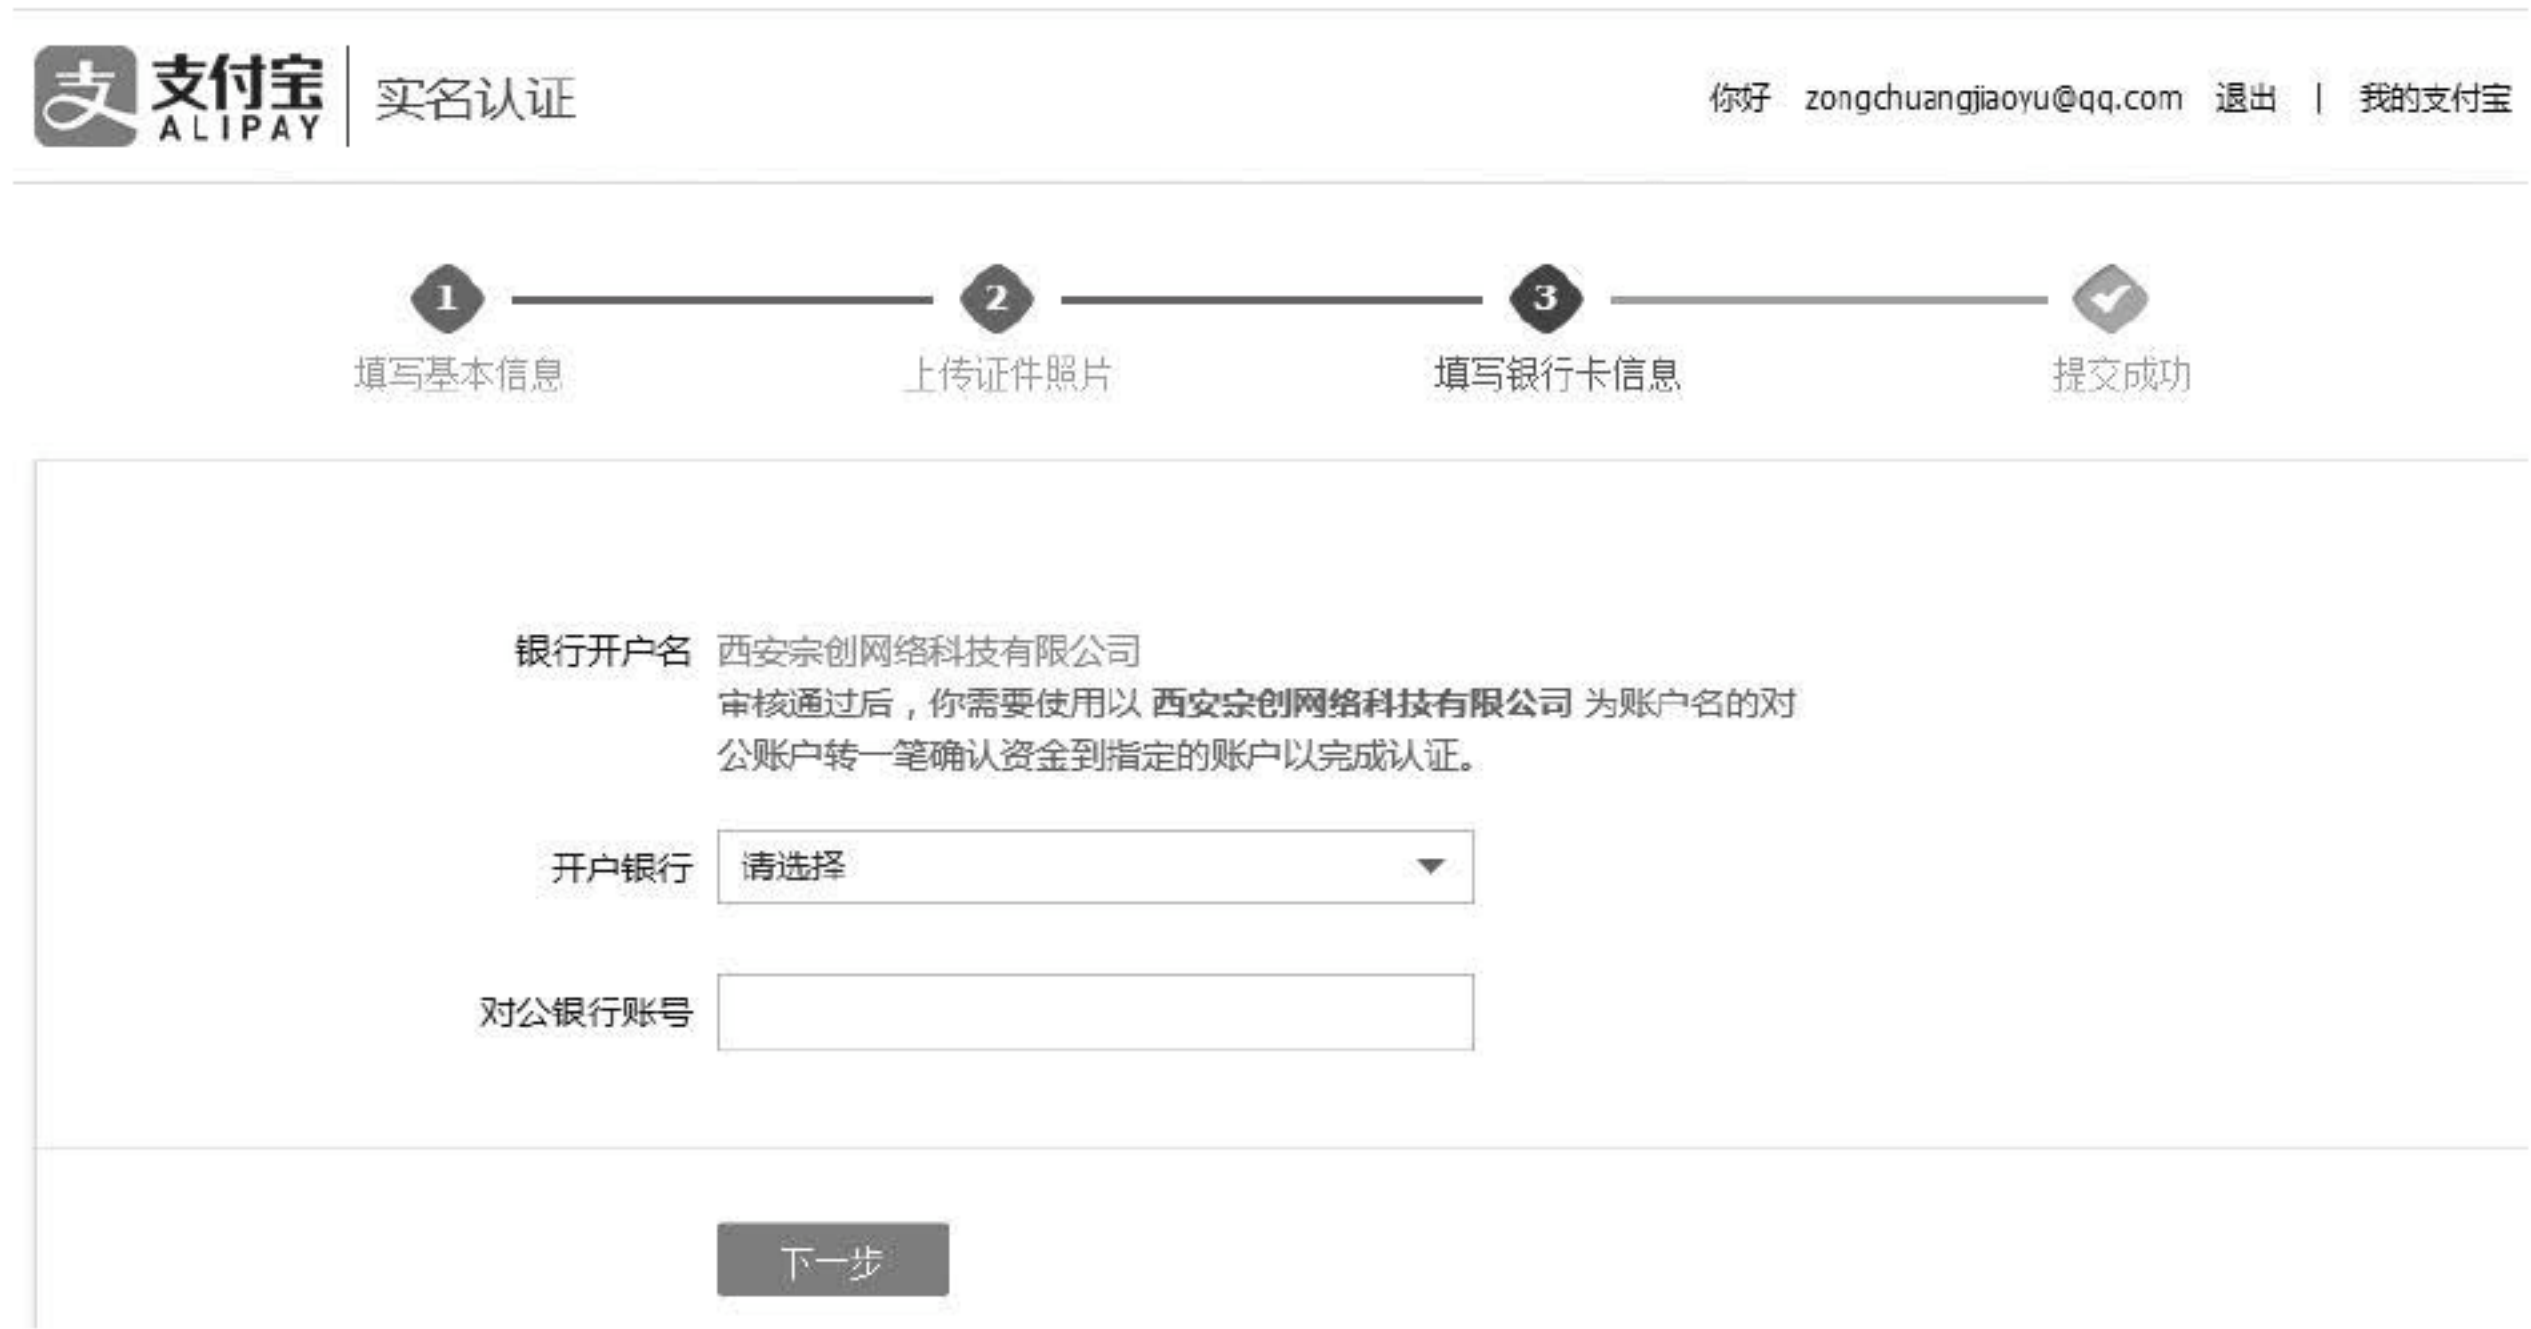 支 支付宝 ALIPAY 实名认证 你好 zongchuangjiaoyu@qq.com 退出 | 我的支付宝
1 2 3
填写基本信息 上传证件照片 填写银行卡信息 提交成功
银行开户名 西安宗创网络科技有限公司
审核通过后，你需要使用以 西安宗创网络科技有限公司 为账户名的对
公账户转一笔确认资金到指定的账户以完成认证。
开户银行 请选择
对公银行账号
下一步